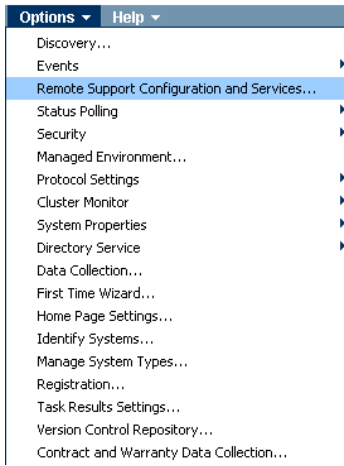 Options Help
Discovery...
Events
Remote Support Configuration and Services...
Status Polling
Security
Managed Environment...
Protocol Settings
Cluster Monitor
System Properties
Directory Service
Data Collection...
First Time Wizard...
Home Page Settings...
Identify Systems...
Manage System Types...
Registration...
Task Results Settings...
Version Control Repository...
Contract and Warranty Data Collection...